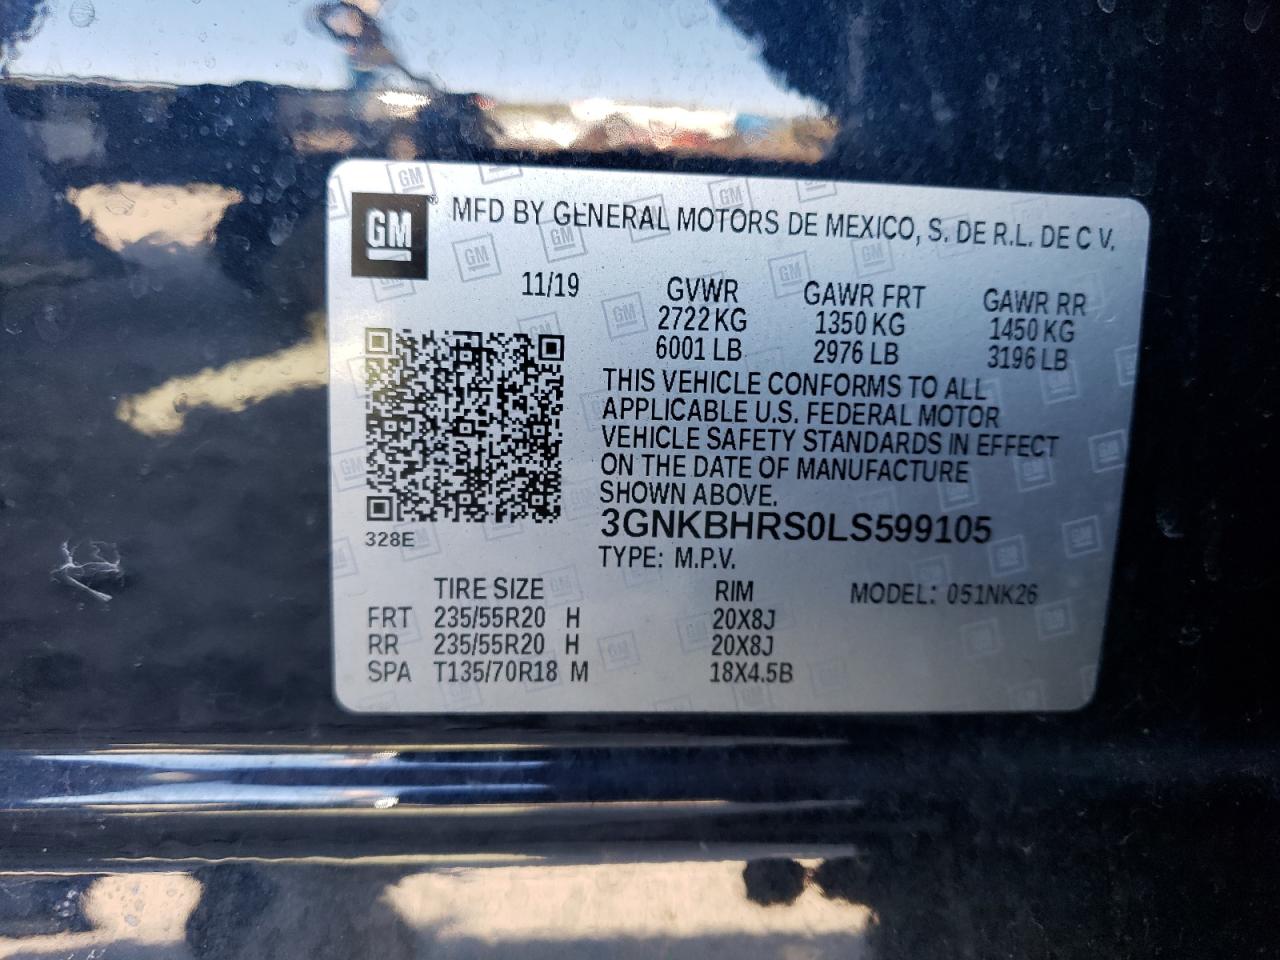 GM ® MFD BY GENERAL MOTORS DE MEXICO, S. DE R.L. DE C V.
11/19 GVWR GAWR FRT GAWR RR
2722 KG 1350 KG 1450 KG
6001 LB 2976 LB 3196 LB
THIS VEHICLE CONFORMS TO ALL
APPLICABLE U.S. FEDERAL MOTOR
VEHICLE SAFETY STANDARDS IN EFFECT
ON THE DATE OF MANUFACTURE
SHOWN ABOVE.
3GNKBHRS0LS599105
328E
TYPE: M.P.V.
TIRE SIZE RIM MODEL: 051NK26
FRT 235/55R20 H 20X8J
RR 235/55R20 H 20X8J
SPA T135/70R18 M 18X4.5B